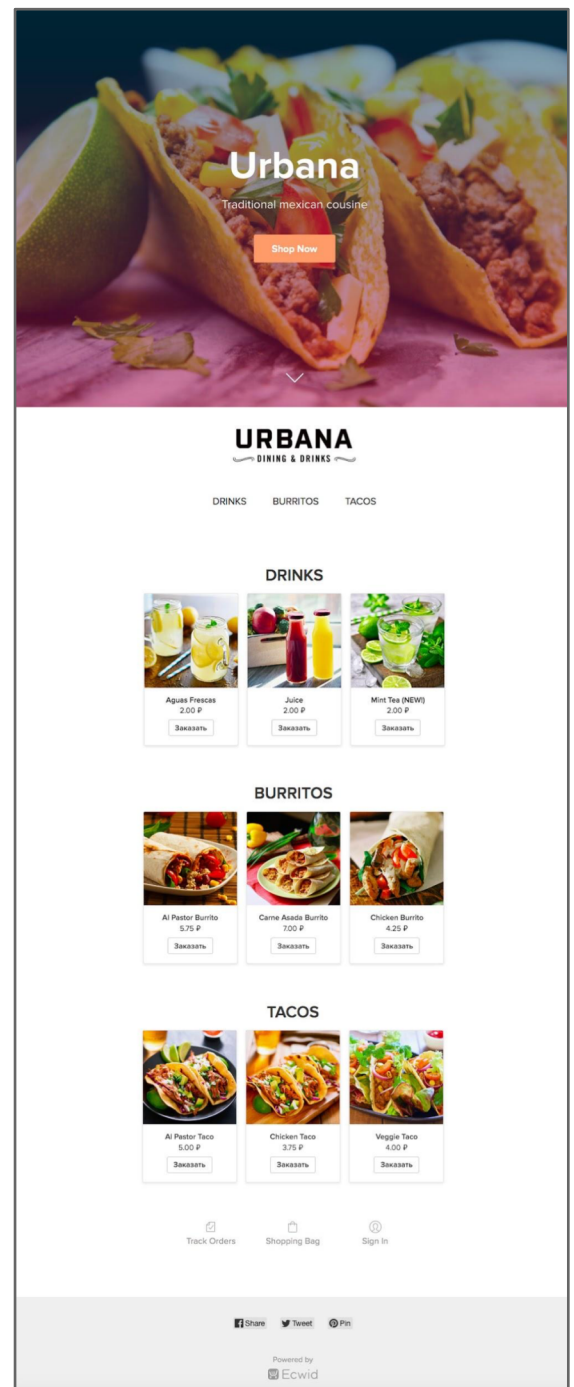 Urbana
Traditional mexican cousine
Shop Now
URBANA
DINING & DRINKS
DRINKS BURRITOS TACOS
DRINKS
Aguas Frescas
2.00 ₽
Заказать
Juice
2.00 ₽
Заказать
Mint Tea (NEW!)
2.00 ₽
Заказать
BURRITOS
Al Pastor Burrito
5.75 ₽
Заказать
Carne Asada Burrito
7.00 ₽
Заказать
Chicken Burrito
4.25 ₽
Заказать
TACOS
Al Pastor Taco
5.00 ₽
Заказать
Chicken Taco
3.75 ₽
Заказать
Veggie Taco
4.00 ₽
Заказать
Track Orders
Shopping Bag
Sign In
Share
Tweet
Pin
Powered by
Ecwid